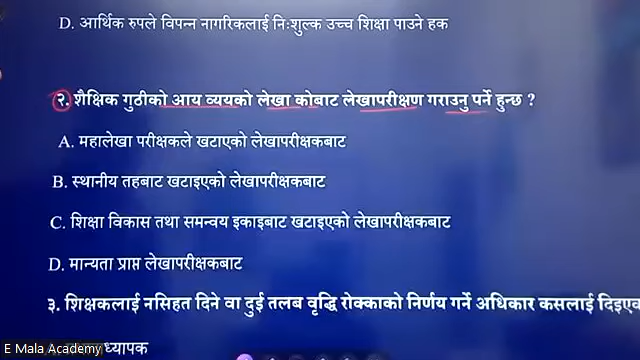 D. आर्थिक रुपले विपन्न नागरिकलाई निःशुल्क उच्च शिक्षा पाउने हक
२. शैक्षिक गुठीको आय व्ययको लेखा कोबाट लेखापरीक्षण गराउनु पर्ने हुन्छ ?
A. महालेखा परीक्षकले खटाएको लेखापरीक्षकबाट
B. स्थानीय तहबाट खटाइएको लेखापरीक्षकबाट
C. शिक्षा विकास तथा समन्वय इकाइबाट खटाइएको लेखापरीक्षकबाट
D. मान्यता प्राप्त लेखापरीक्षकबाट
३. शिक्षकलाई नसिहत दिने वा दुई तलब वृद्धि रोक्काको निर्णय गर्ने अधिकार कसलाई
E Mala Academy